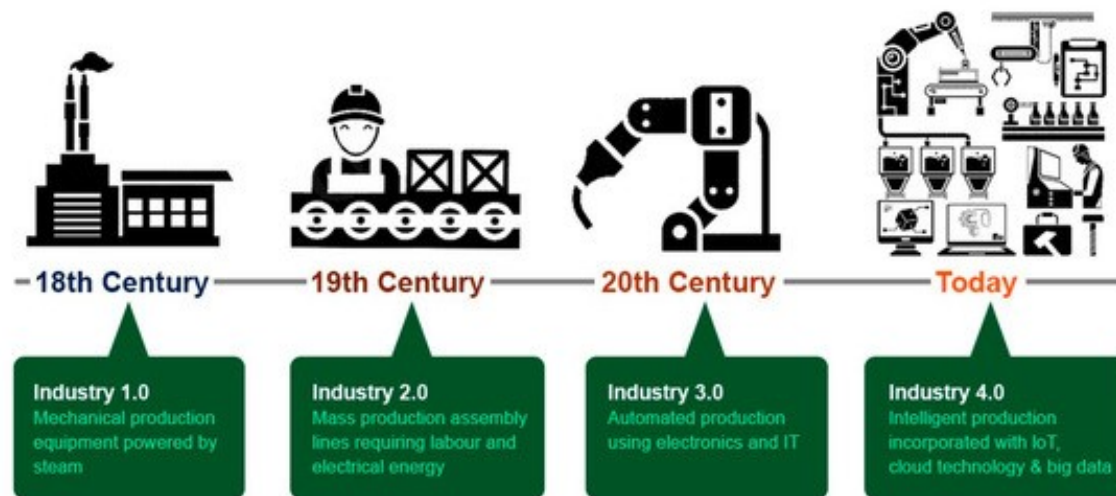 18th Century
19th Century
20th Century
Today
Industry 1.0
Mechanical production
equipment powered by
steam
Industry 2.0
Mass production assembly
lines requiring labour and
electrical energy
Industry 3.0
Automated production
using electronics and IT
Industry 4.0
Intelligent production
incorporated with IoT,
cloud technology & big data